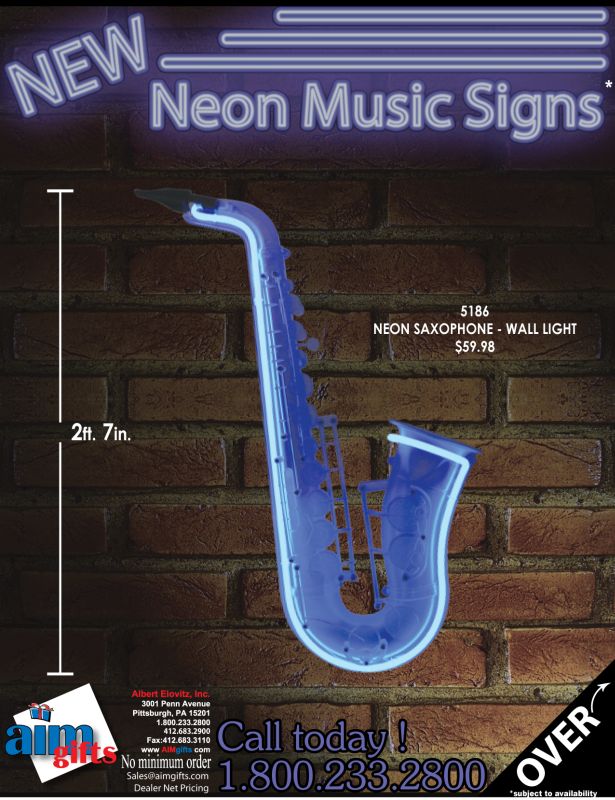 NEW
Neon Music Signs*
5186
NEON SAXOPHONE - WALL LIGHT
$59.98
2ft. 7in.
aim
gifts
Albert Elovitz, Inc.
3001 Penn Avenue
Pittsburgh, PA 15201
1.800.233.2800
412.683.2900
Fax:412.683.3110
www AIMgifts com
No minimum order
Sales@aimgifts.com
Dealer Net Pricing
Call today !
1.800.233.2800
OVER
*subject to availability